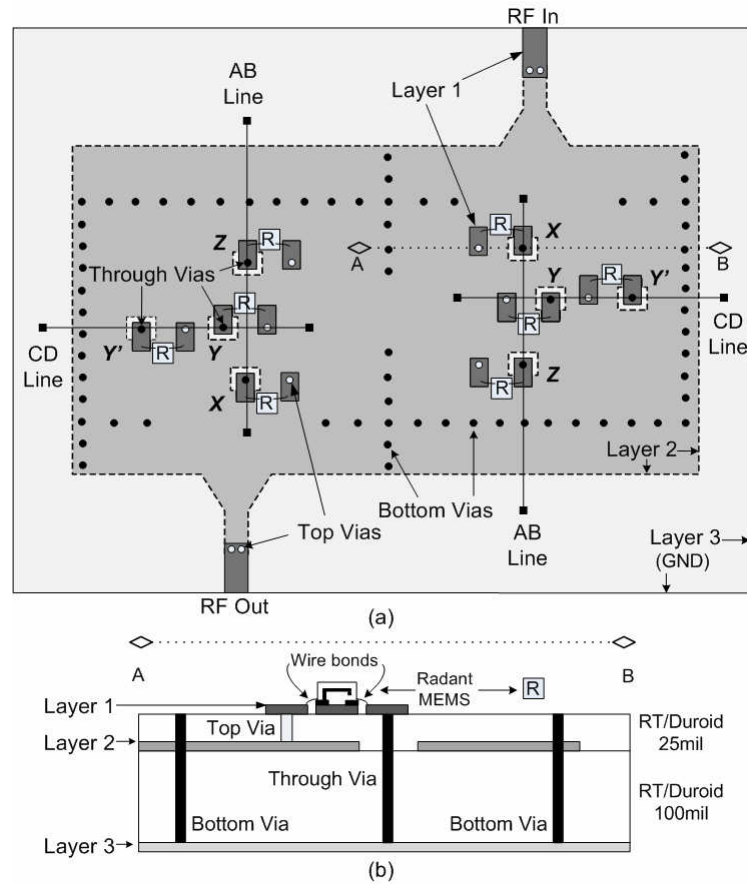 RF In
AB
Line
Layer 1
R
X
Z
R
A
B
Through Vias
R
Y
Y'
R
R
CD
Line
Y'
R
Y
R
Z
CD
Line
X
R
Layer 2
Bottom Vias
Top Vias
AB
Line
Layer 3
(GND)
RF Out
(a)
A
Wire bonds
Radant
MEMS
R
B
Layer 1
Top Via
RT/Duroid
25mil
Layer 2
Through Via
RT/Duroid
100mil
Bottom Via
Bottom Via
Layer 3
(b)